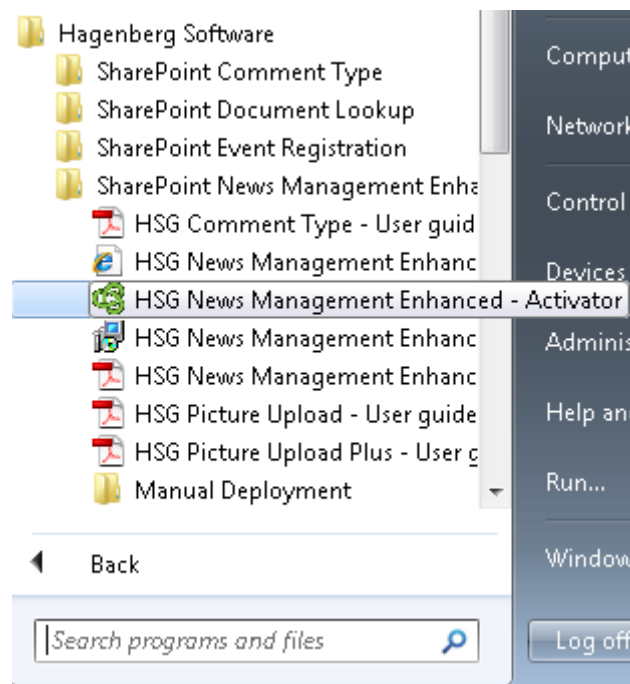 Hagenberg Software
SharePoint Comment Type
SharePoint Document Lookup
SharePoint Event Registration
SharePoint News Management Enha
HSG Comment Type - User guid
HSG News Management Enhanc
HSG News Management Enhanced - Activator
HSG News Management Enhanc
HSG News Management Enhanc
HSG Picture Upload - User guide
HSG Picture Upload Plus - User g
Manual Deployment
Back
Search programs and files
Comput
Network
Control
Devices
Adminis
Help and
Run...
Window
Log off